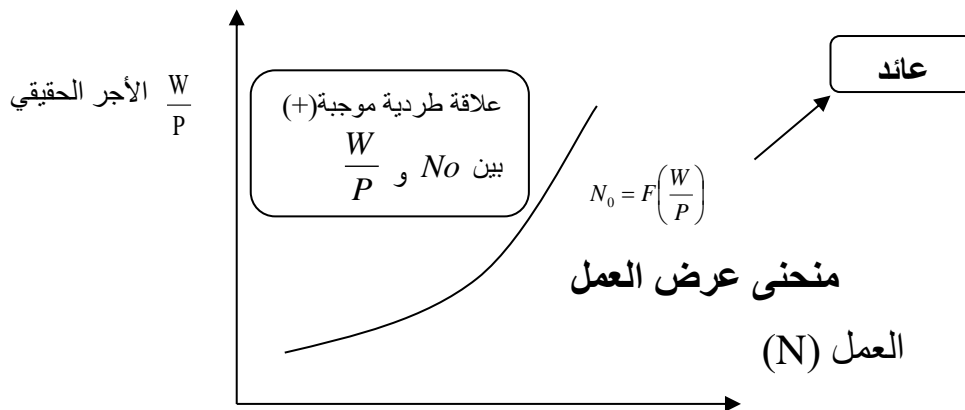 عائد
الأجر الحقيقي W/P
علاقة طردية موجبة(+)
بين No و W/P
N₀ = F(W/P)
منحنى عرض العمل
العمل (N)